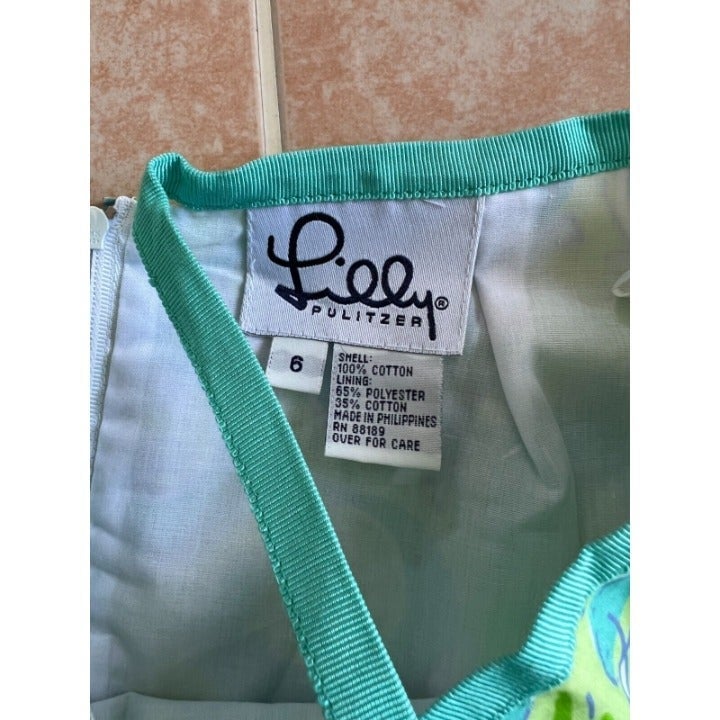 Lilly®
PULITZER
6
SHELL:
100% COTTON
LINING:
65% POLYESTER
35% COTTON
MADE IN PHILIPPINES
RN 88189
OVER FOR CARE